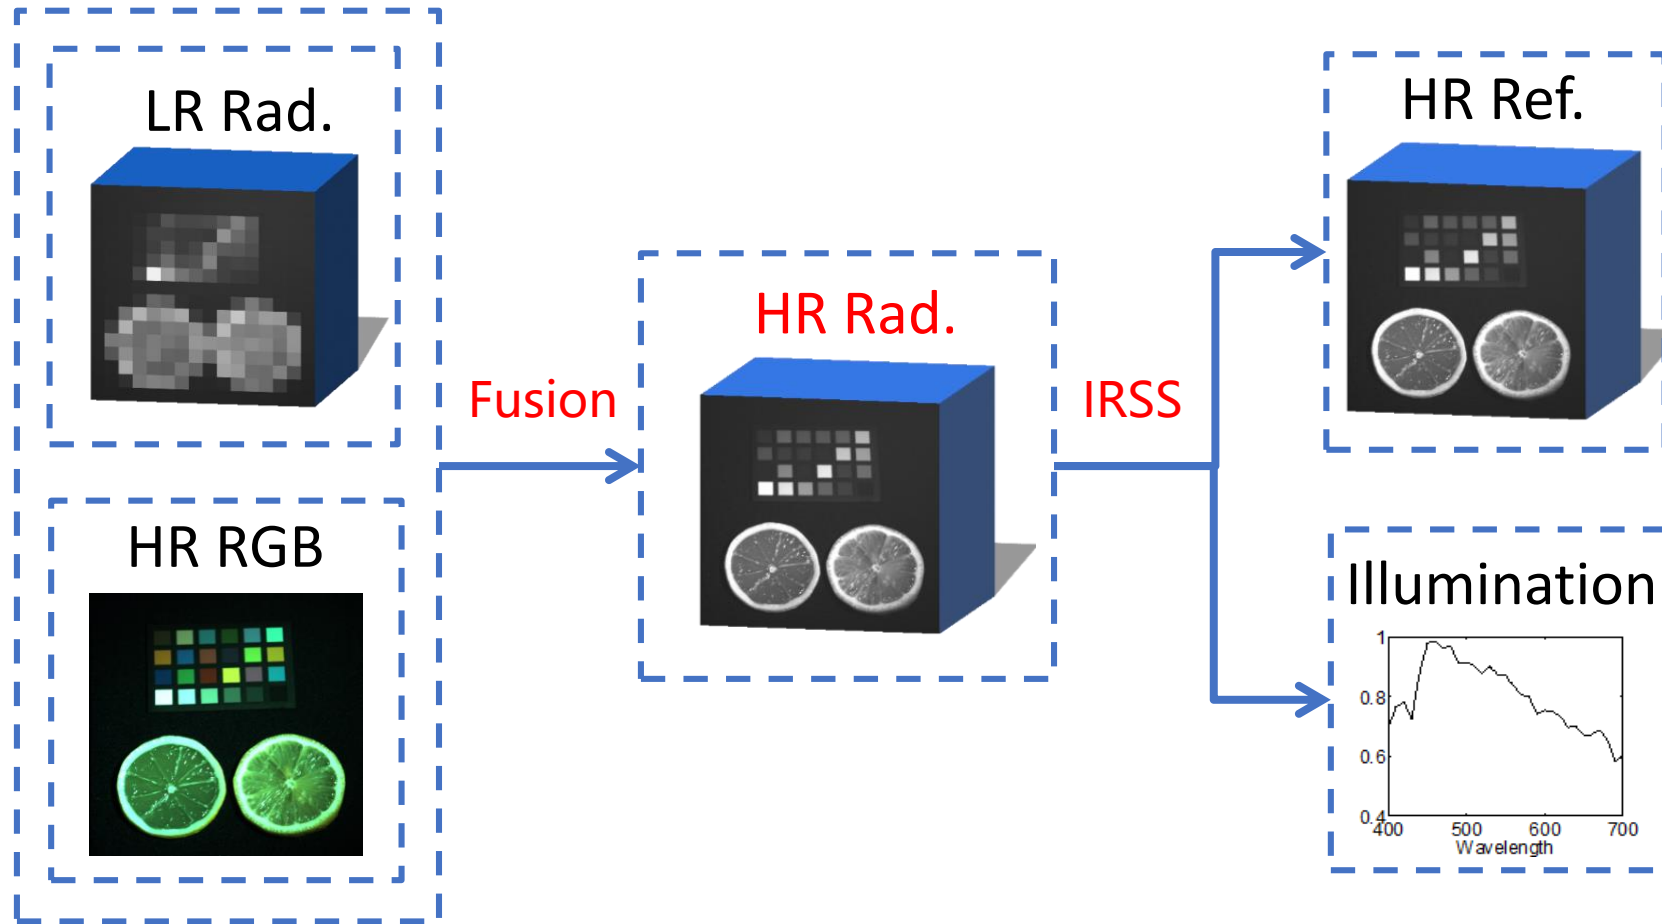 LR Rad.
HR RGB
Fusion
HR Rad.
IRSS
HR Ref.
Illumination
1
0.8
0.6
0.4
400 500 600 700
Wavelength